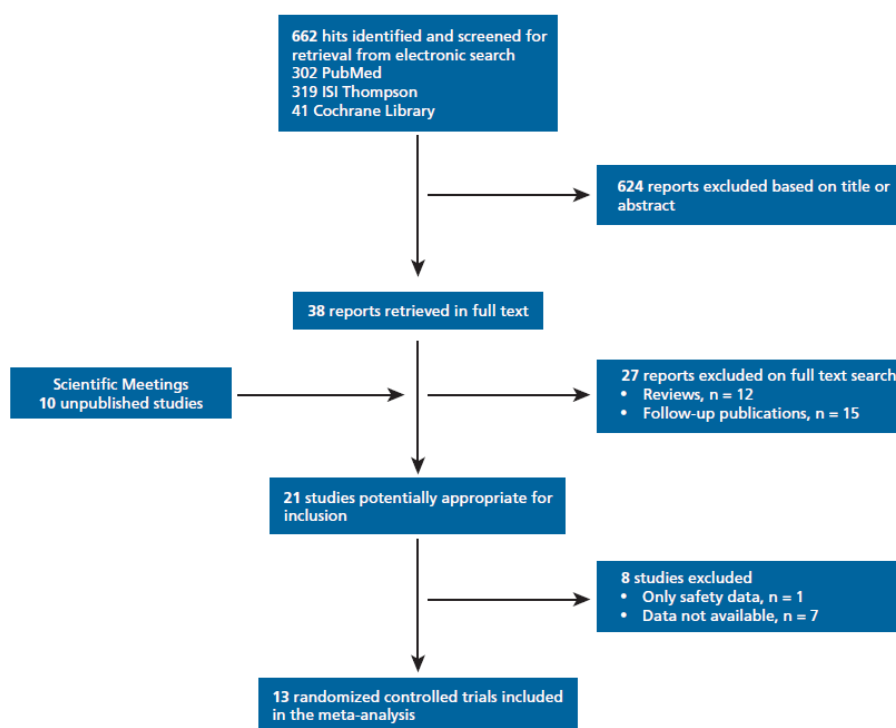 662 hits identified and screened for
retrieval from electronic search
302 PubMed
319 ISI Thompson
41 Cochrane Library
624 reports excluded based on title or
abstract
38 reports retrieved in full text
Scientific Meetings
10 unpublished studies
27 reports excluded on full text search
• Reviews, n = 12
• Follow-up publications, n = 15
21 studies potentially appropriate for
inclusion
8 studies excluded
• Only safety data, n = 1
• Data not available, n = 7
13 randomized controlled trials included
in the meta-analysis